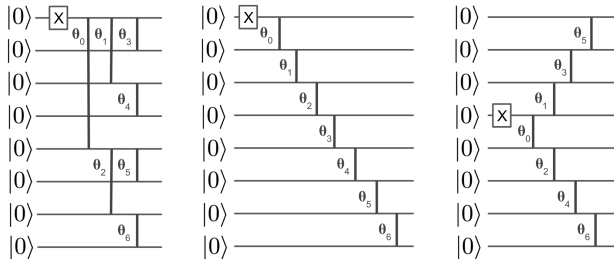 |0⟩ X θ0 θ1 θ3 |0⟩ X θ0 |0⟩ θ5
|0⟩ |0⟩ θ1 |0⟩ θ3
|0⟩ θ4 |0⟩ θ2 |0⟩ θ1
|0⟩ |0⟩ θ3 |0⟩ X θ0
|0⟩ θ2 θ5 |0⟩ θ4 |0⟩ θ2
|0⟩ |0⟩ θ5 |0⟩ θ4
|0⟩ θ6 |0⟩ θ6 |0⟩ θ6
|0⟩ |0⟩ |0⟩